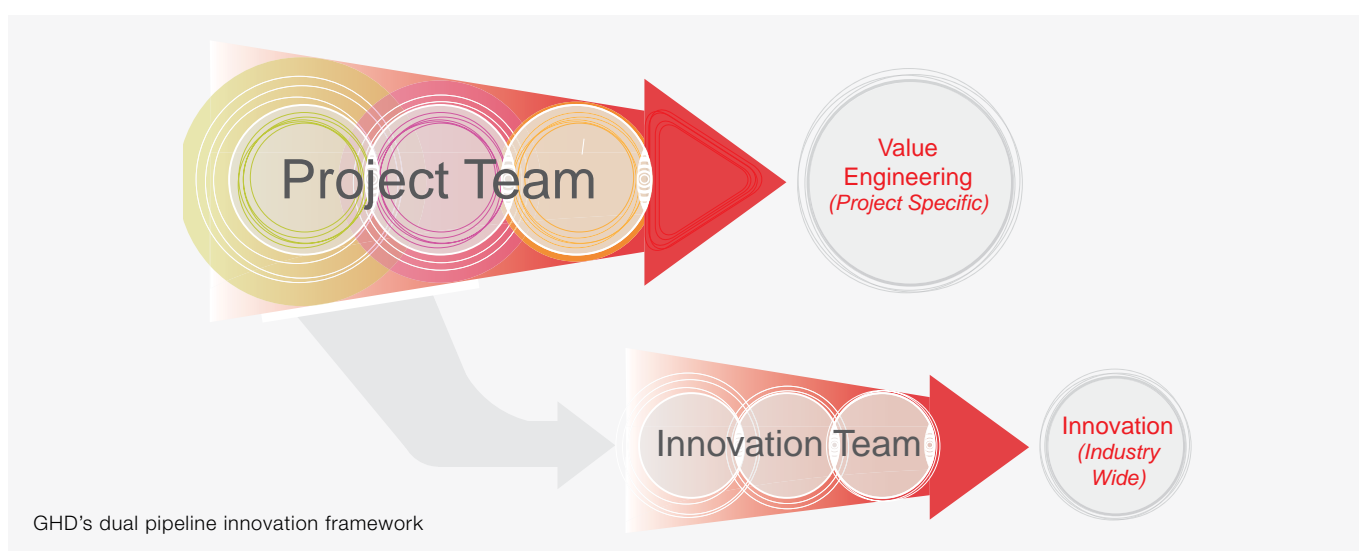 Project Team
Value
Engineering
(Project Specific)
Innovation Team
Innovation
(Industry
Wide)
GHD's dual pipeline innovation framework